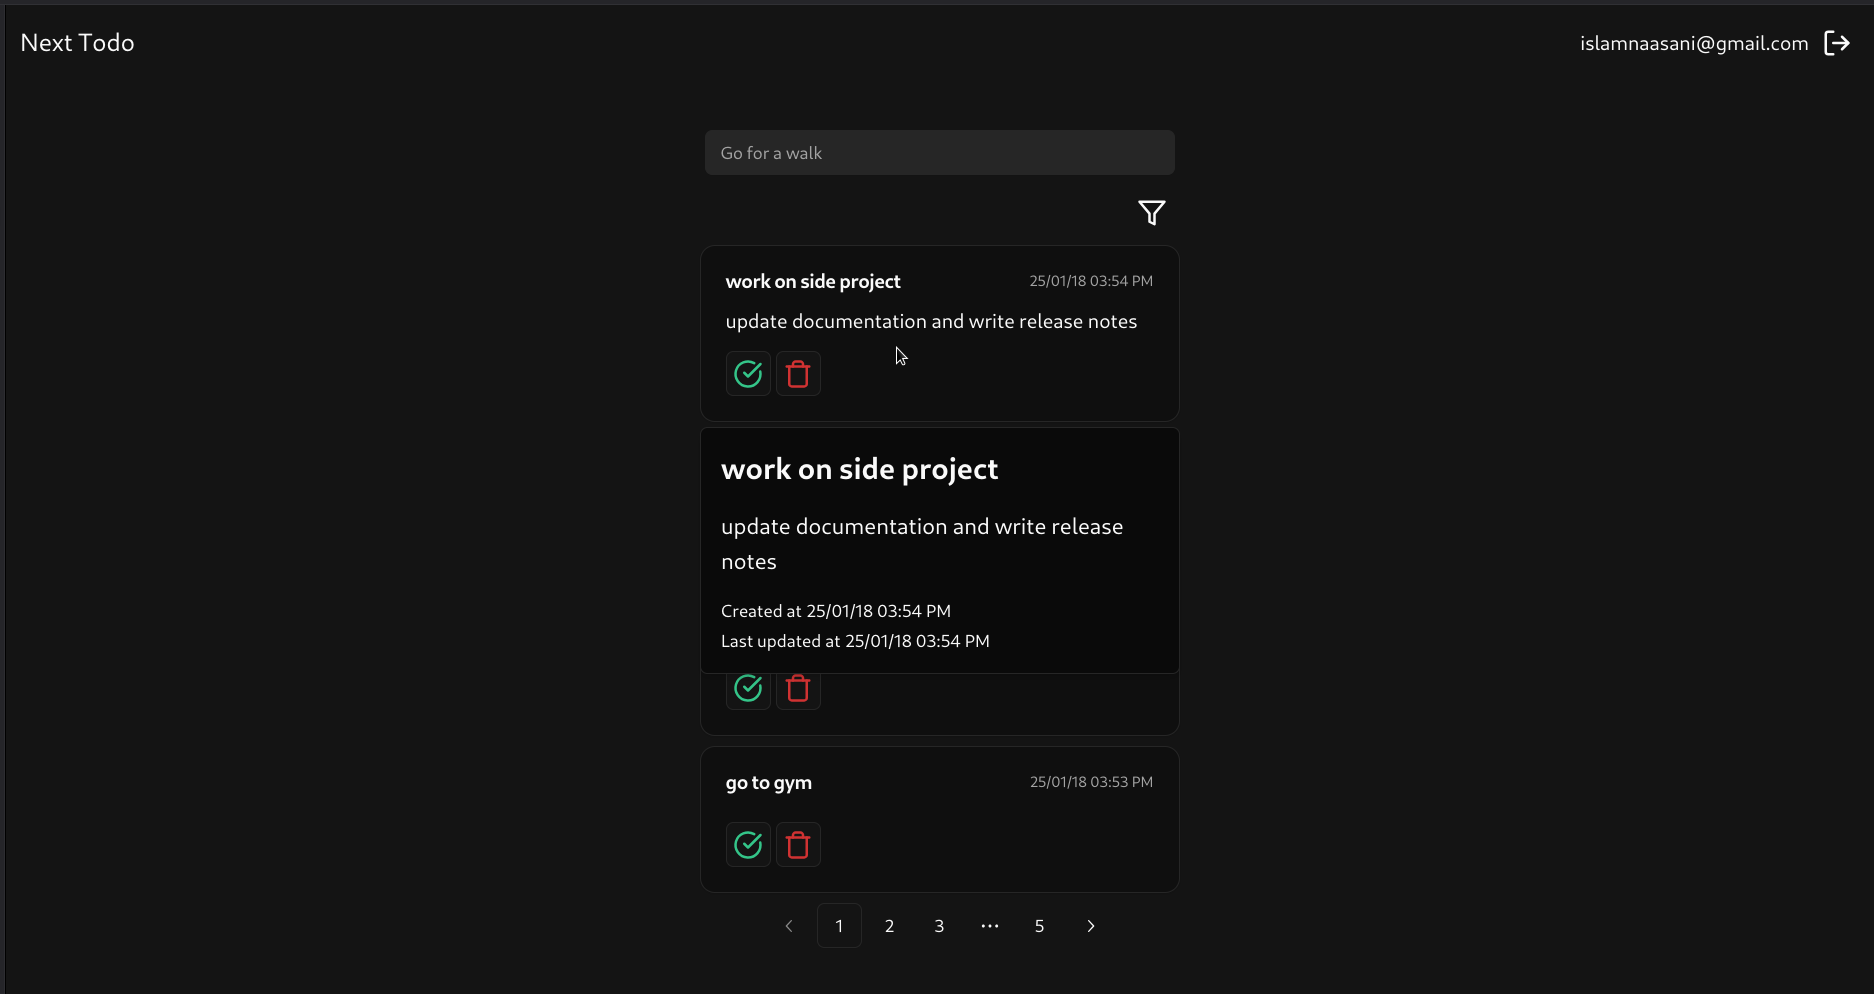 Next Todo
islamnaasani@gmail.com
Go for a walk
work on side project
25/01/18 03:54 PM
update documentation and write release notes
work on side project
update documentation and write release
notes
Created at 25/01/18 03:54 PM
Last updated at 25/01/18 03:54 PM
go to gym
25/01/18 03:53 PM
1 2 3 ··· 5